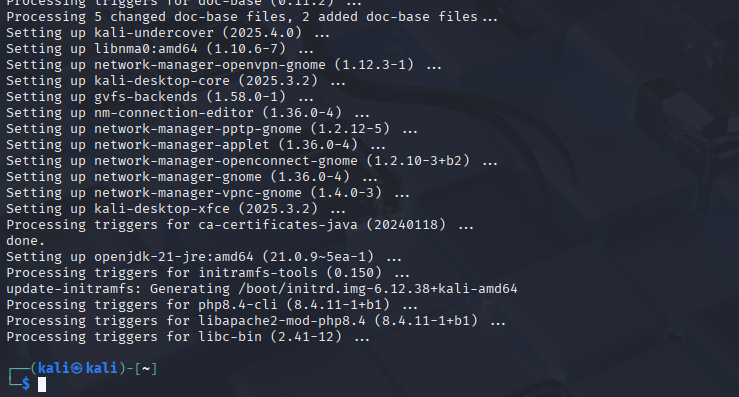 Processing triggers for doc-base (0.11.2) ...
Processing 5 changed doc-base files, 2 added doc-base files...
Setting up kali-undercover (2025.4.0) ...
Setting up libnma0:amd64 (1.10.6-7) ...
Setting up network-manager-openvpn-gnome (1.12.3-1) ...
Setting up kali-desktop-core (2025.3.2) ...
Setting up gvfs-backends (1.58.0-1) ...
Setting up nm-connection-editor (1.36.0-4) ...
Setting up network-manager-pptp-gnome (1.2.12-5) ...
Setting up network-manager-applet (1.36.0-4) ...
Setting up network-manager-openconnect-gnome (1.2.10-3+b2) ...
Setting up network-manager-gnome (1.36.0-4) ...
Setting up network-manager-vpnc-gnome (1.4.0-3) ...
Setting up kali-desktop-xfce (2025.3.2) ...
Processing triggers for ca-certificates-java (20240118) ...
done.
Setting up openjdk-21-jre:amd64 (21.0.9~5ea-1) ...
Processing triggers for initramfs-tools (0.150) ...
update-initramfs: Generating /boot/initrd.img-6.12.38+kali-amd64
Processing triggers for php8.4-cli (8.4.11-1+b1) ...
Processing triggers for libapache2-mod-php8.4 (8.4.11-1+b1) ...
Processing triggers for libc-bin (2.41-12) ...
┌──(kali㉿kali)-[~]
└─$